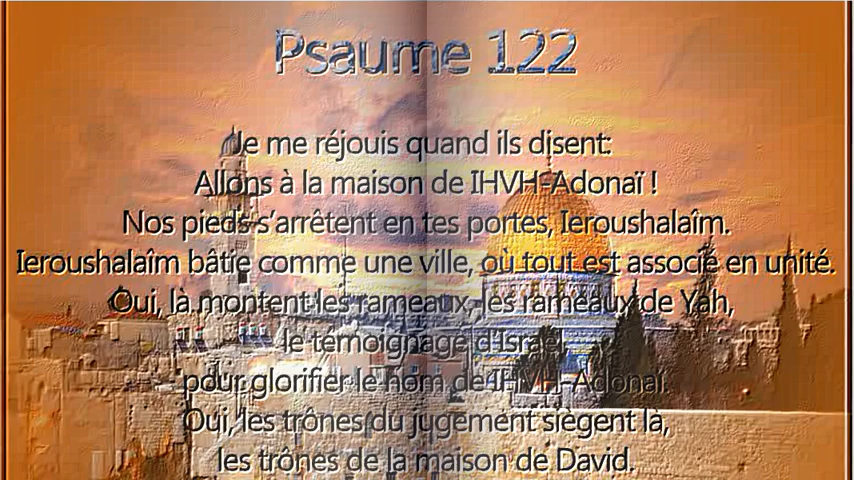 Psaume 122
Je me réjouis quand ils disent:
Allons à la maison de IHVH-Adonaï !
Nos pieds s'arrêtent en tes portes, Ieroushalaîm.
Ieroushalaîm bâtie comme une ville, où tout est associé en unité.
Oui, là montent les rameaux, les rameaux de Yah,
le témoignage d'Israël,
pour glorifier le nom de IHVH-Adonaï.
Oui, les trônes du jugement siègent là,
les trônes de la maison de David.